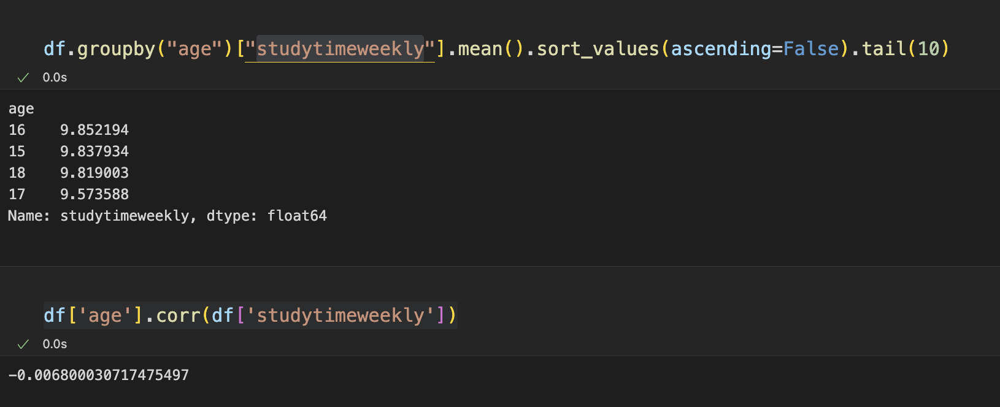 df.groupby("age")["studytimeweekly"].mean().sort_values(ascending=False).tail(10)
0.0s
age
16    9.852194
15    9.837934
18    9.819003
17    9.573588
Name: studytimeweekly, dtype: float64
df['age'].corr(df['studytimeweekly'])
0.0s
-0.006800030717475497